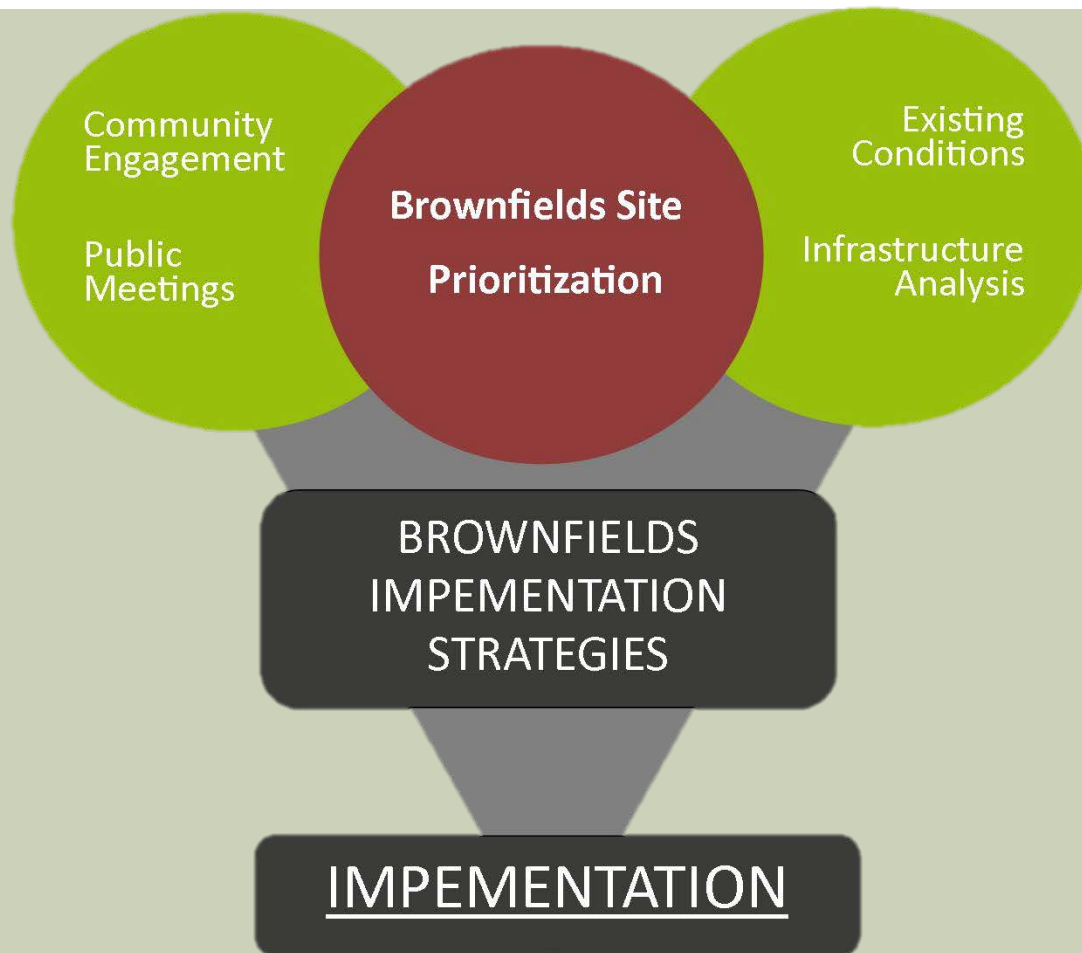 Community
Engagement
Public
Meetings
Brownfields Site
Prioritization
Existing
Conditions
Infrastructure
Analysis
BROWNFIELDS
IMPEMENTATION
STRATEGIES
IMPEMENTATION